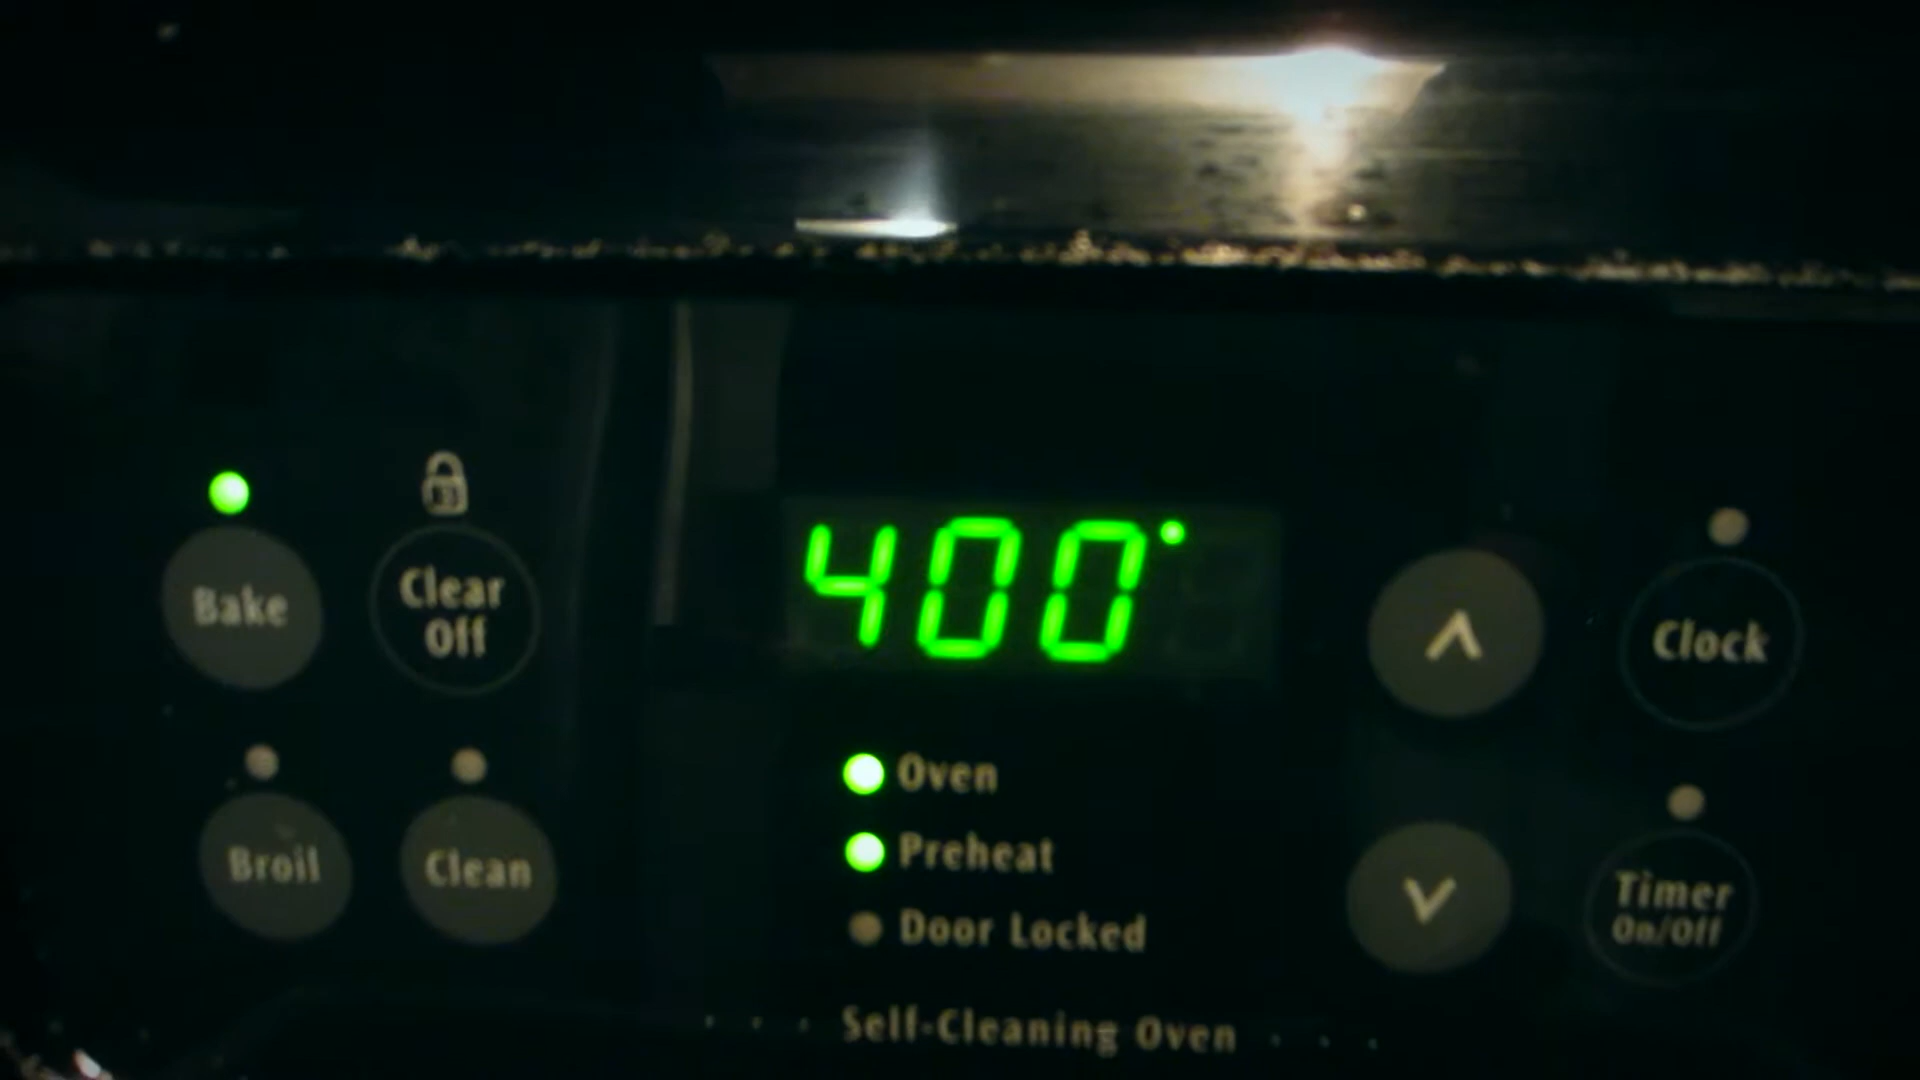 400°
Bake
Clear
Off
Broil
Clean
Oven
Preheat
Door Locked
Self-Cleaning Oven
Clock
Timer
On/Off